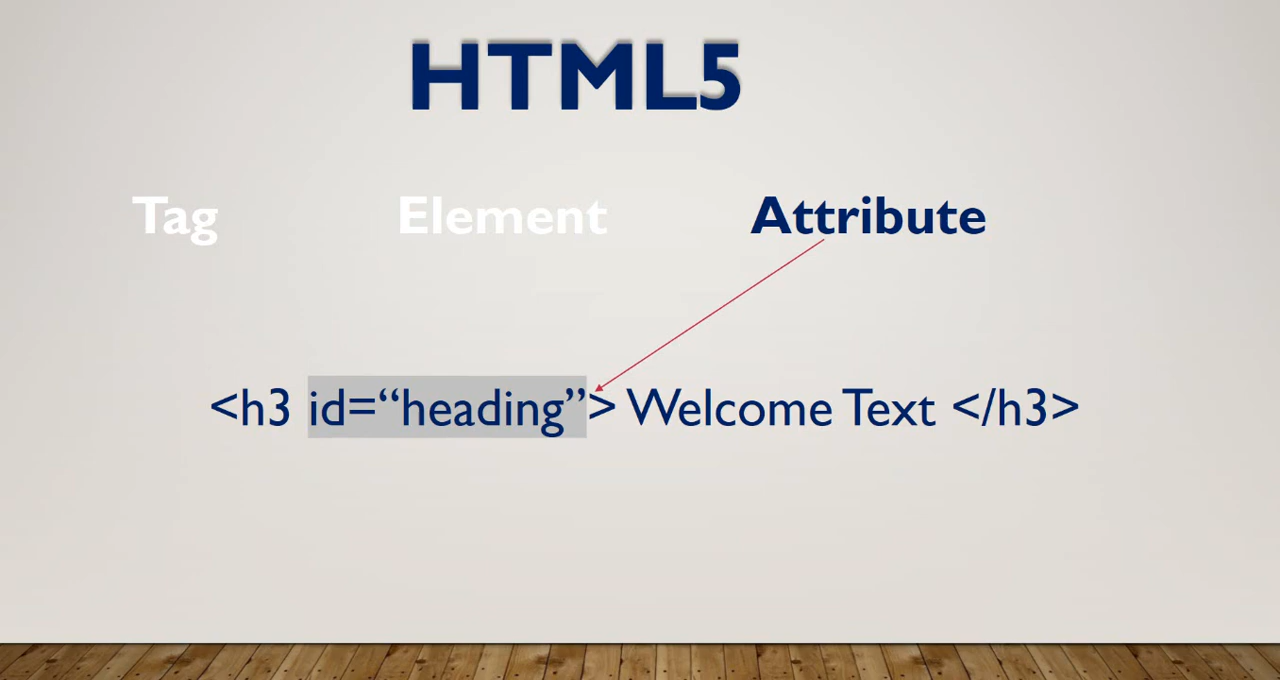 HTML5
Tag Element Attribute
<h3 id=“heading”> Welcome Text </h3>